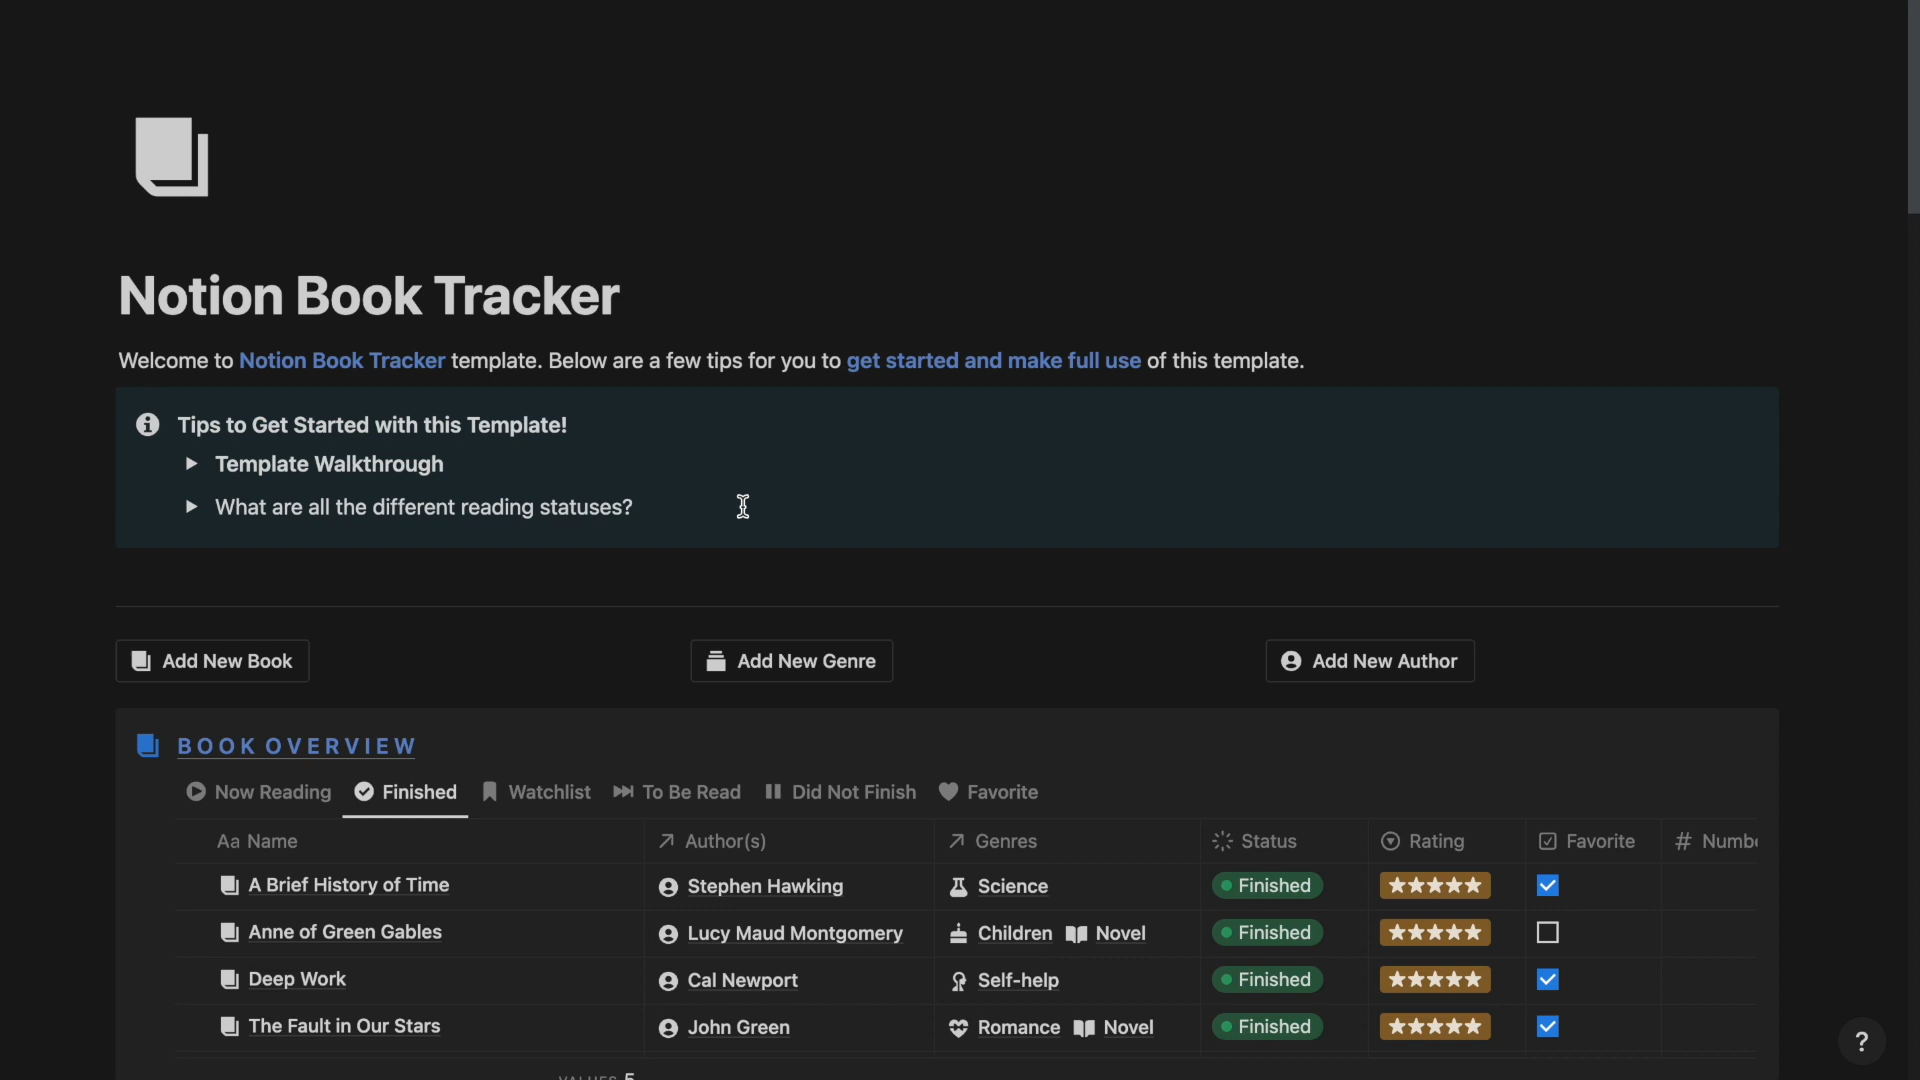 Notion Book Tracker
Welcome to Notion Book Tracker template. Below are a few tips for you to get started and make full use of this template.
Tips to Get Started with this Template!
Template Walkthrough
What are all the different reading statuses?
Add New Book Add New Genre Add New Author
BOOK OVERVIEW
Now Reading Finished Watchlist To Be Read Did Not Finish Favorite
Aa Name Author(s) Genres Status Rating Favorite # Numbe
A Brief History of Time Stephen Hawking Science Finished ★★★★★
Anne of Green Gables Lucy Maud Montgomery Children Novel Finished ★★★★★
Deep Work Cal Newport Self-help Finished ★★★★★
The Fault in Our Stars John Green Romance Novel Finished ★★★★★
?
VALUES 5